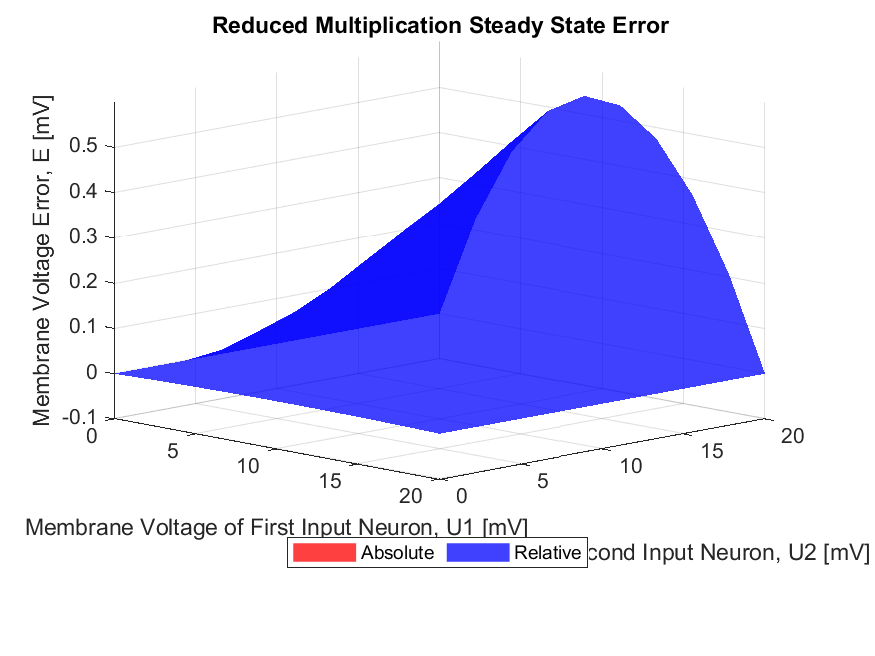 Reduced Multiplication Steady State Error
Membrane Voltage Error, E [mV]
0.5
0.4
0.3
0.2
0.1
0
-0.1
0
5
10
15
20
0
5
10
15
20
Membrane Voltage of First Input Neuron, U1 [mV]
Input Neuron, U2 [mV]
Absolute
Relative